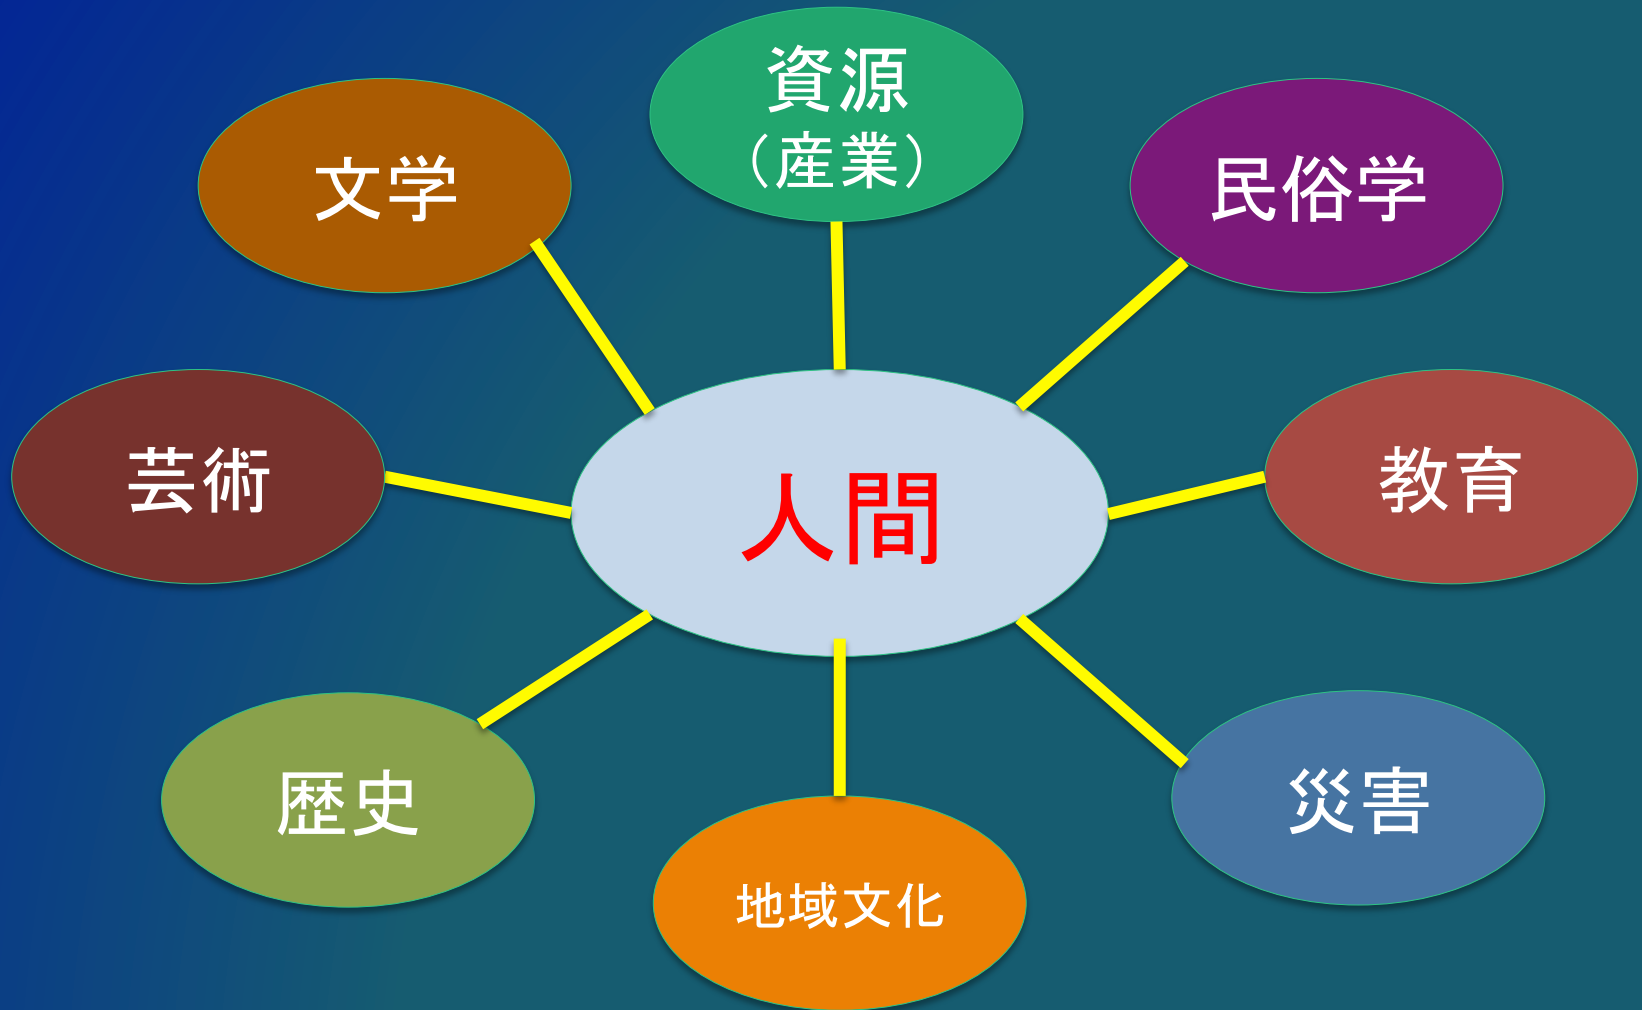 資源
（産業）
文学
民俗学
芸術
人間
教育
歴史
災害
地域文化